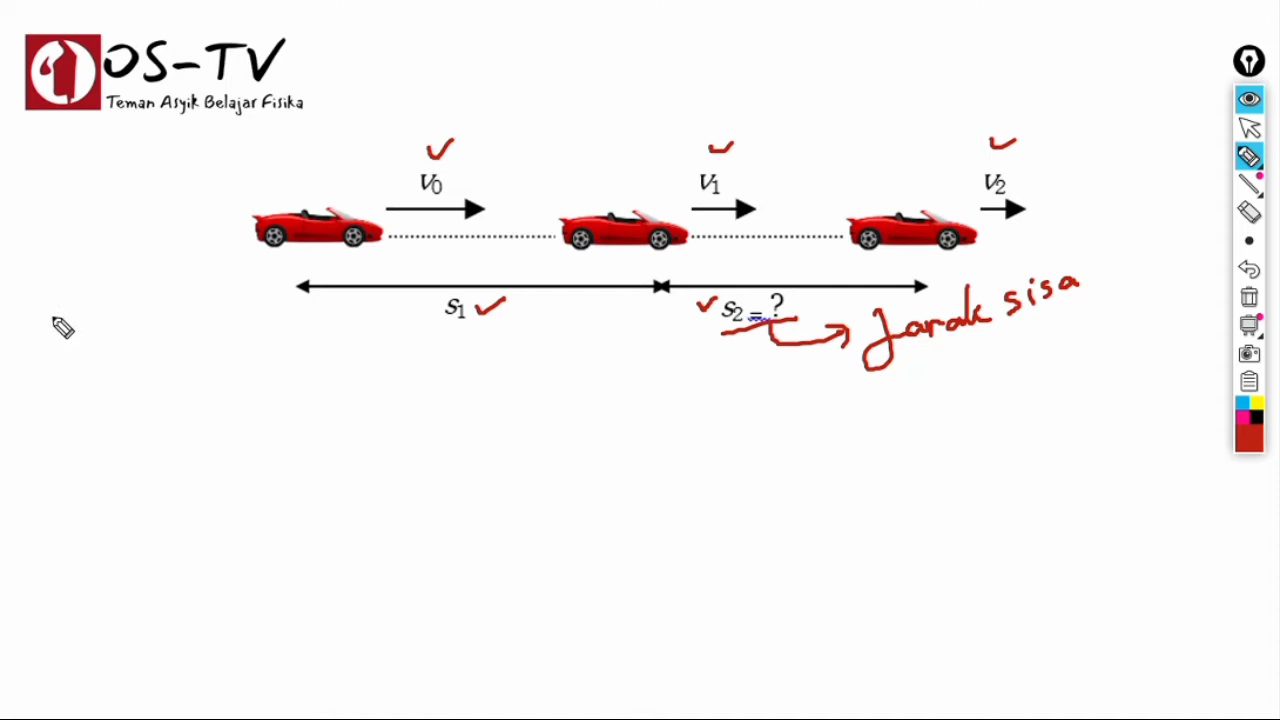 OS-TV
Teman Asyik Belajar Fisika
v0 v1 v2
s1 s2 = ?
Jarak sisa